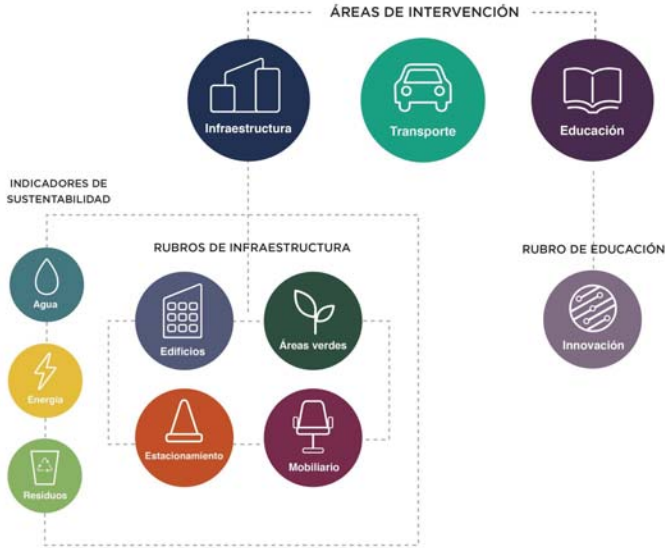 ÁREAS DE INTERVENCIÓN
Infraestructura
Transporte
Educación
INDICADORES DE
SUSTENTABILIDAD
RUBROS DE INFRAESTRUCTURA
RUBRO DE EDUCACIÓN
Agua
Edificios
Áreas verdes
Innovación
Energía
Estacionamiento
Mobiliario
Residuos